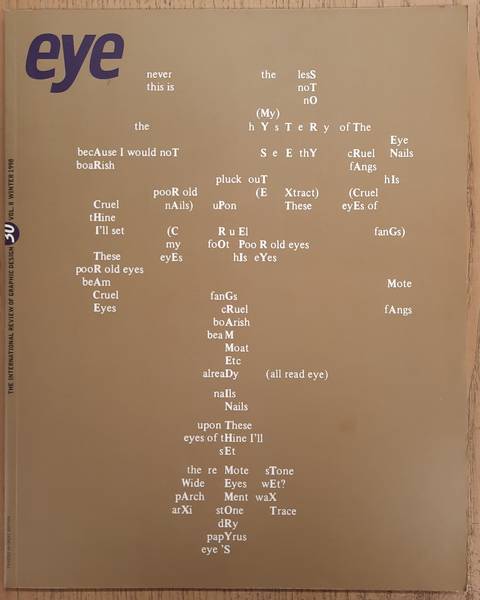 eye
never the lesS
this is noT
nO
(My)
the h Y s T e R y of The
Eye
becAuse I would noT S e E thY cRuel Nails
boaRish fAngs
pluck ouT hIs
pooR old (E Xtract) (Cruel
Cruel nAils) uPon These eyEs of
tHine
I'll set (C R u El fanGs)
my foOt Poo R old eyes
These eyEs hIs eYes
pooR old eyes
beAm Mote
Cruel fanGs
Eyes cRuel fAngs
boArish
bea M
Moat
Etc
alreaDy (all read eye)
naIls
Nails
upon These
eyes of tHine I'll
sEt
the re Mote sTone
Wide Eyes wEt?
pArch Ment waX
arXi stOne Trace
dRy
papYrus
eye 'S
THE INTERNATIONAL REVIEW OF GRAPHIC DESIGN 30 VOL. 8 WINTER 1998